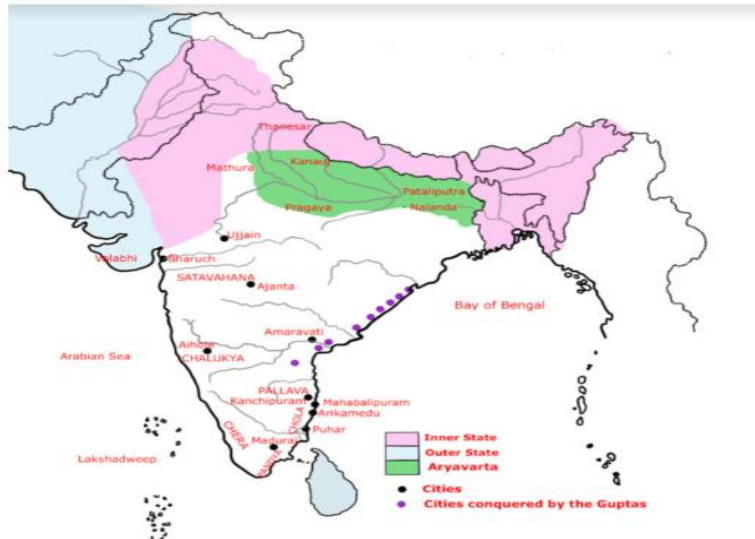 Thanesar
Kanauj
Mathura
Pataliputra
Pragaya
Nalanda
Ujjain
Valabhi
Bharuch
SATAVAHANA
Ajanta
Bay of Bengal
Amaravati
Aihole
Arabian Sea
CHALUKYA
PALLAVA
Kanchipuram
Mahabalipuram
Arikamedu
CHOLA
Puhar
CHERA
Madurai
PANDYA
Lakshadweep
Inner State
Outer State
Aryavarta
Cities
Cities conquered by the Guptas